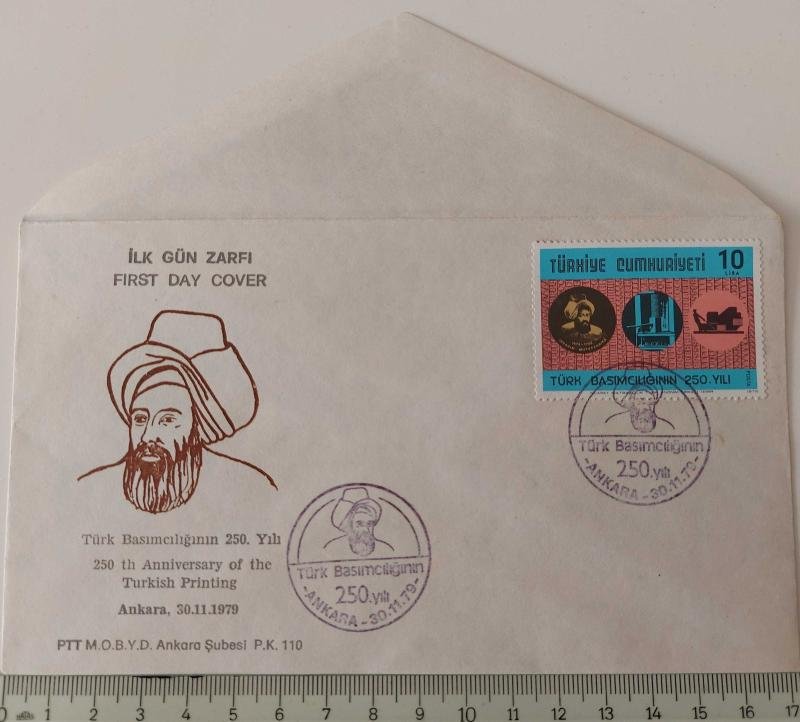 İLK GÜN ZARFI
FIRST DAY COVER
TÜRKİYE CUMHURİYETİ 10
LİRA
TÜRK BASIMCILIĞININ 250.YILI
POSTA
Türk Basımcılığının
250.yılı
-ANKARA-30.11.79-
Türk Basımcılığının 250. Yılı
250 th Anniversary of the
Turkish Printing
Ankara, 30.11.1979
PTT M.O.B.Y.D. Ankara Şubesi P.K. 110
Türk Basımcılığının
250.yılı
-ANKARA-30.11.79-
0 1 2 3 4 5 6 7 8 9 10 11 12 13 14 15 16 17